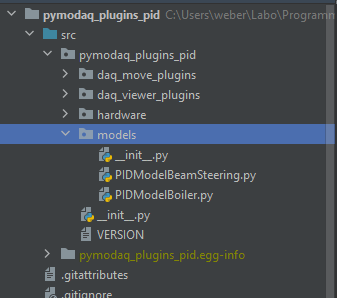 pymodaq_plugins_pid C:\Users\weber\Labo\Programm
src
pymodaq_plugins_pid
daq_move_plugins
daq_viewer_plugins
hardware
models
__init__.py
PIDModelBeamSteering.py
PIDModelBoiler.py
__init__.py
VERSION
pymodaq_plugins_pid.egg-info
.gitattributes
.gitignore